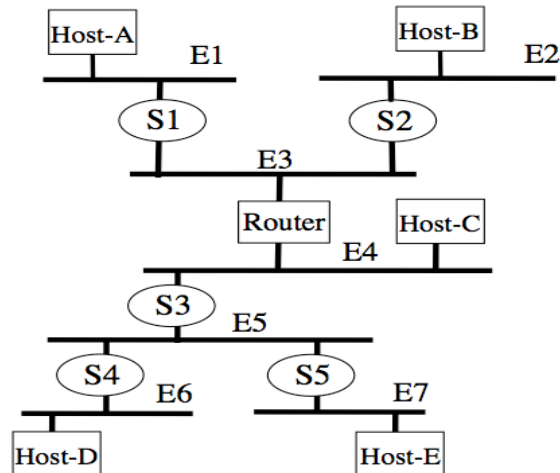 Host-A
E1
Host-B
E2
S1
S2
E3
Router
Host-C
E4
S3
E5
S4
S5
E6
E7
Host-D
Host-E